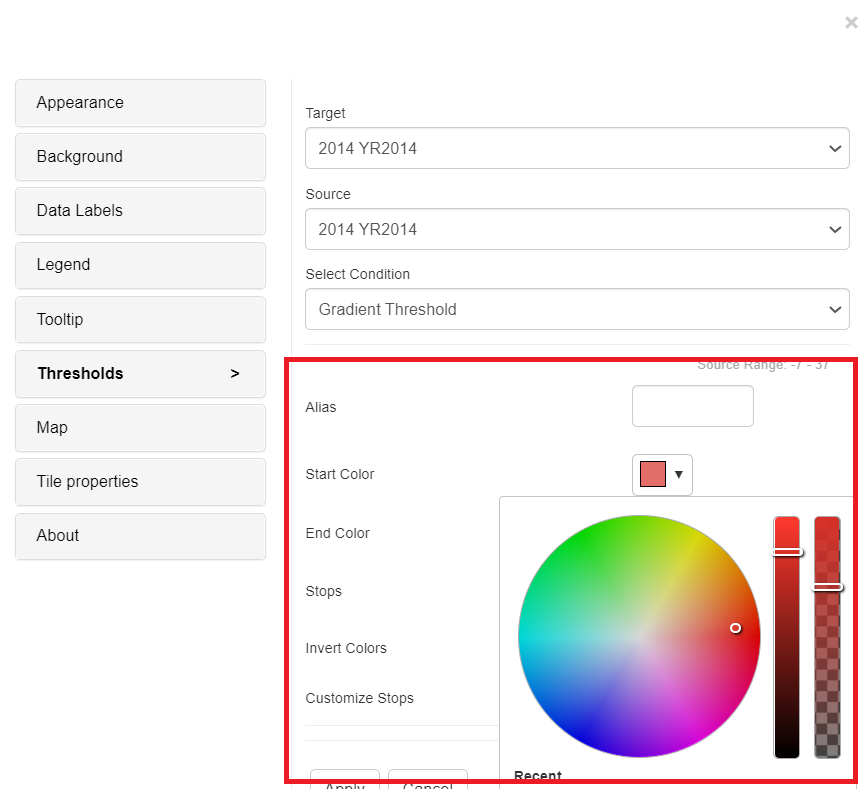 ×
Appearance
Background
Data Labels
Legend
Tooltip
Thresholds >
Map
Tile properties
About
Target
2014 YR2014
Source
2014 YR2014
Select Condition
Gradient Threshold
Source Range: -7 - 37
Alias
Start Color
End Color
Stops
Invert Colors
Customize Stops
Recent
Apply
Cancel